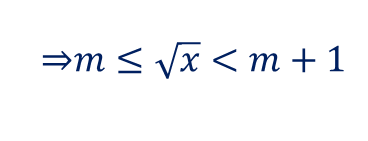 ⇒m ≤ √x < m + 1